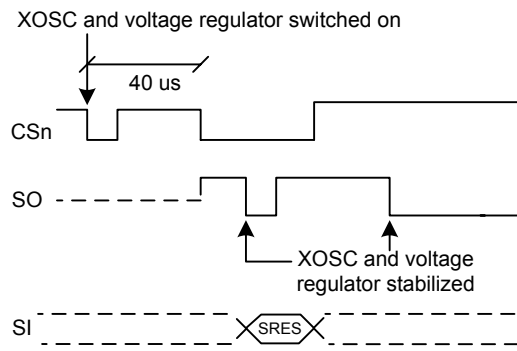 XOSC and voltage regulator switched on
40 us
CSn
SO
XOSC and voltage
regulator stabilized
SI
SRES